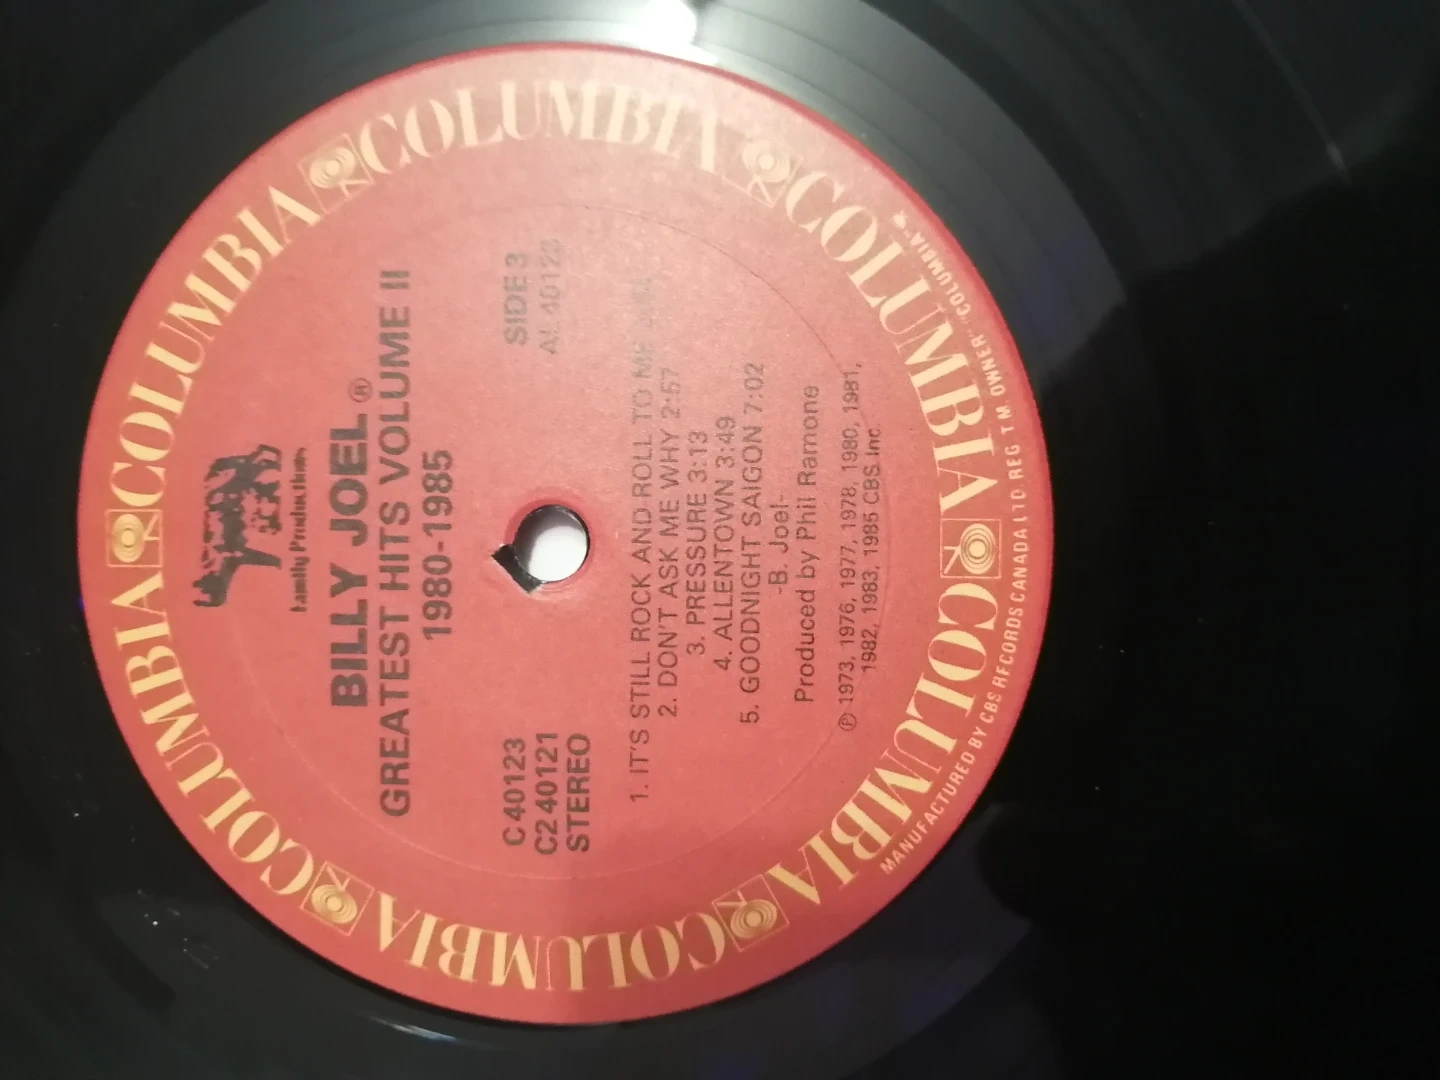 Family Productions
BILLY JOEL®
GREATEST HITS VOLUME II
1980-1985
C 40123
C2 40121
STEREO
SIDE 3
AL 40123
1. IT'S STILL ROCK AND ROLL TO ME
2. DON'T ASK ME WHY 2:57
3. PRESSURE 3:13
4. ALLENTOWN 3:49
5. GOODNIGHT SAIGON 7:02
-B. Joel-
Produced by Phil Ramone
℗ 1973, 1976, 1977, 1978, 1980, 1981,
1982, 1983, 1985 CBS Inc.
COLUMBIA COLUMBIA COLUMBIA COLUMBIA COLUMBIA COLUMBIA COLUMBIA COLUMBIA
MANUFACTURED BY CBS RECORDS CANADA LTD. REG T M OWNER "COLUMBIA"